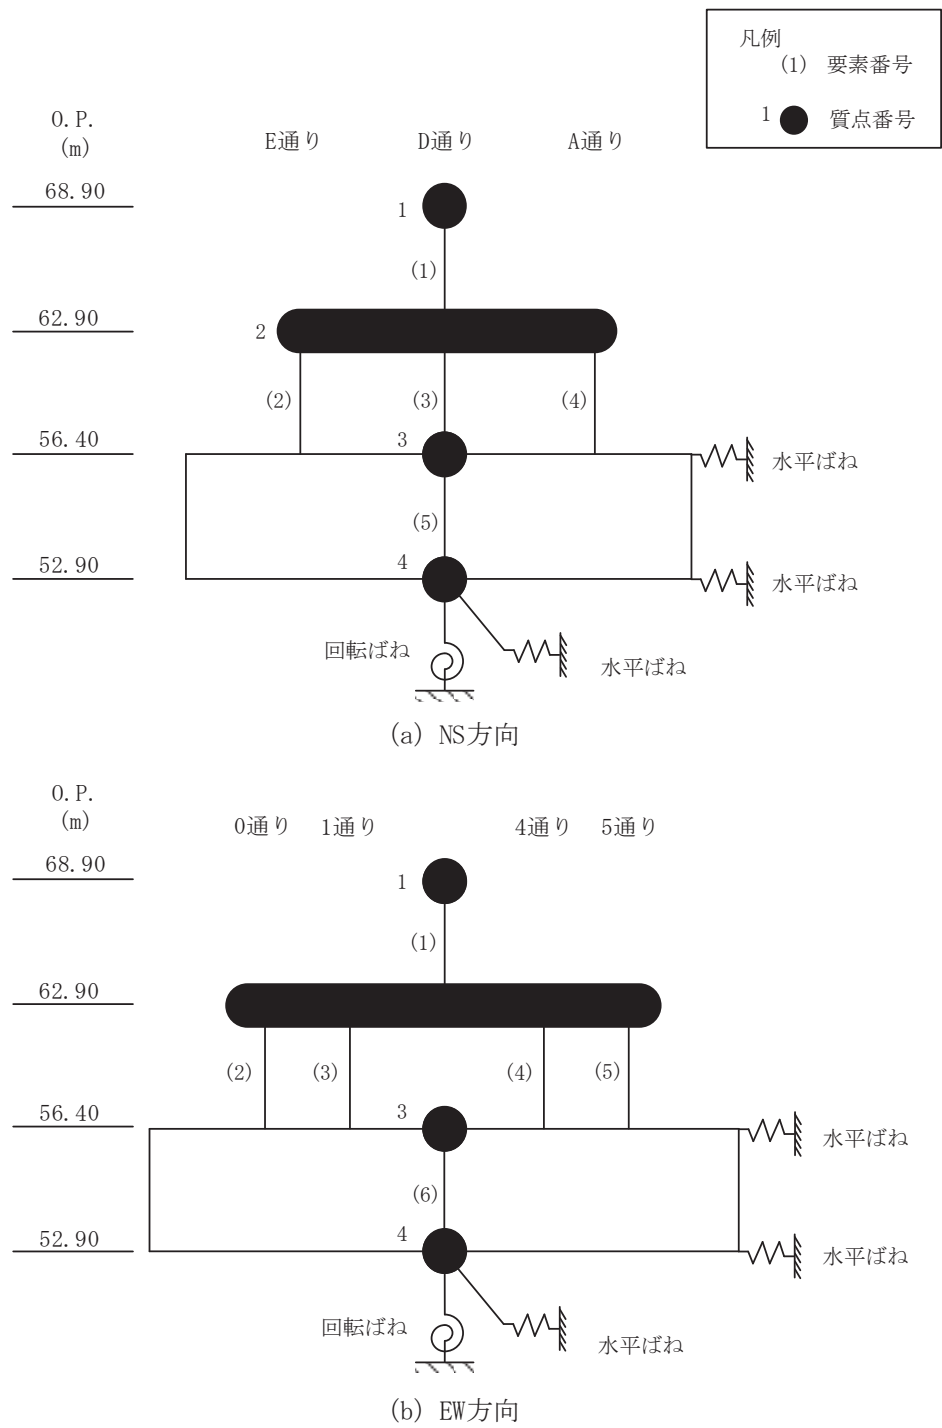 凡例
(1) 要素番号
1 質点番号
O.P.
(m)
E通り D通り A通り
68.90
1
(1)
62.90
2
(2) (3) (4)
56.40
3
水平ばね
(5)
52.90
4
水平ばね
回転ばね
水平ばね
(a) NS方向
O.P.
(m)
0通り 1通り 4通り 5通り
68.90
1
(1)
62.90
(2) (3) (4) (5)
56.40
3
水平ばね
(6)
52.90
4
水平ばね
回転ばね
水平ばね
(b) EW方向